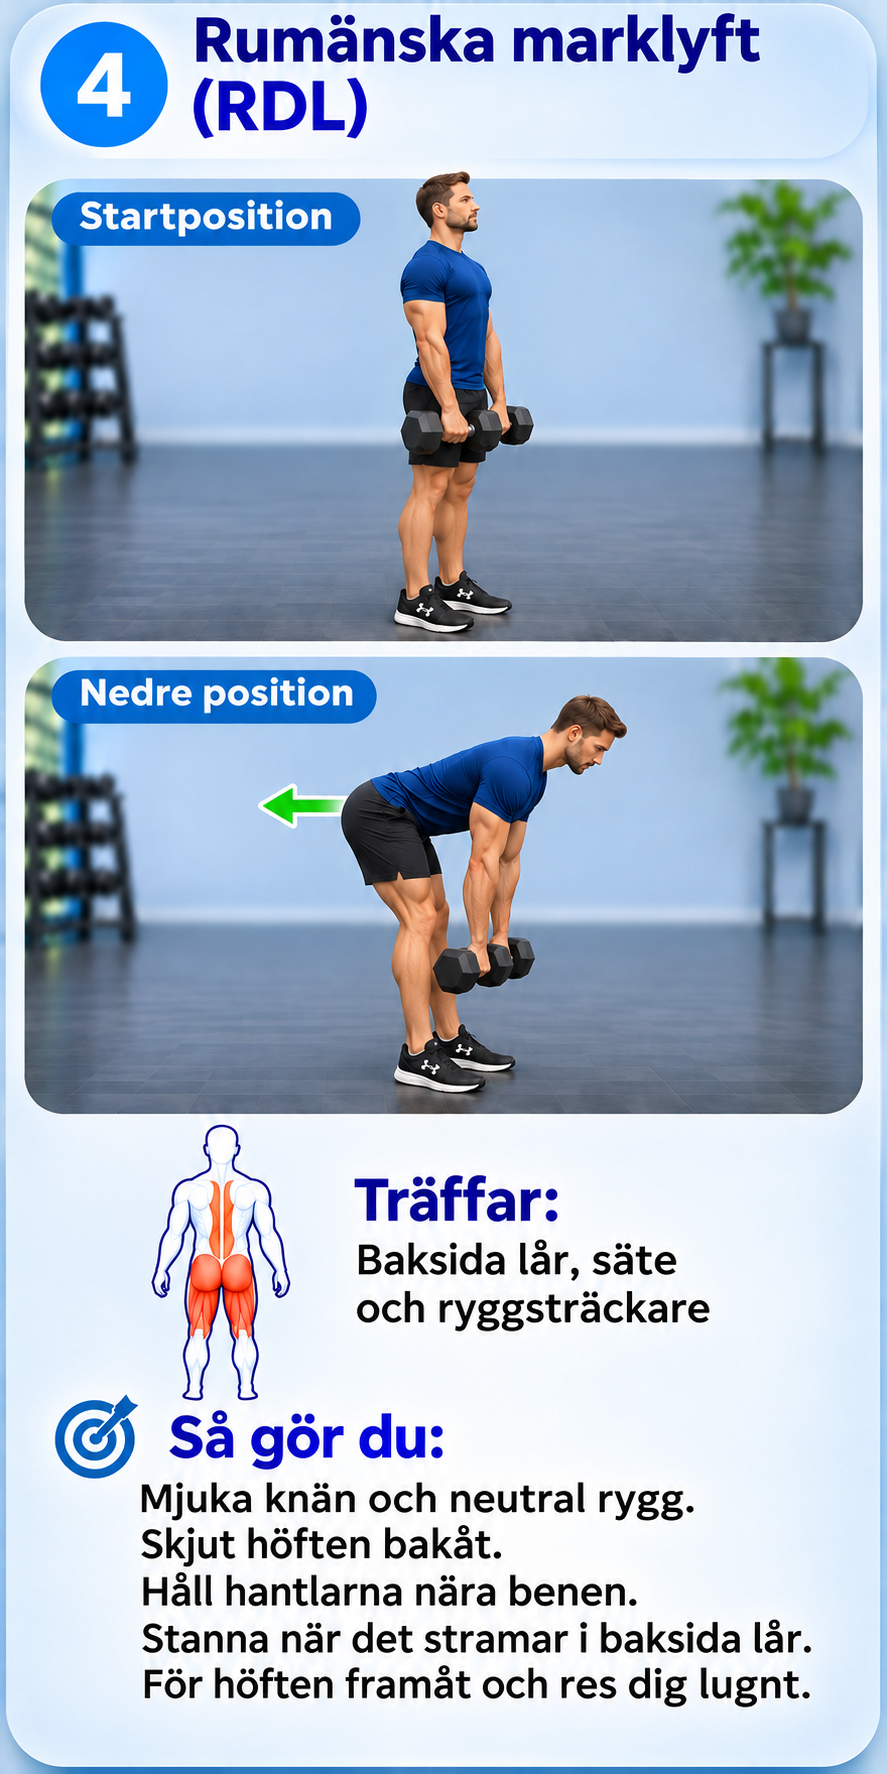 4
Rumänska marklyft
(RDL)
Startposition
Nedre position
Träffar:
Baksida lår, säte
och ryggsträckare
Så gör du:
Mjuka knän och neutral rygg.
Skjut höften bakåt.
Håll hantlarna nära benen.
Stanna när det stramar i baksida lår.
För höften framåt och res dig lugnt.